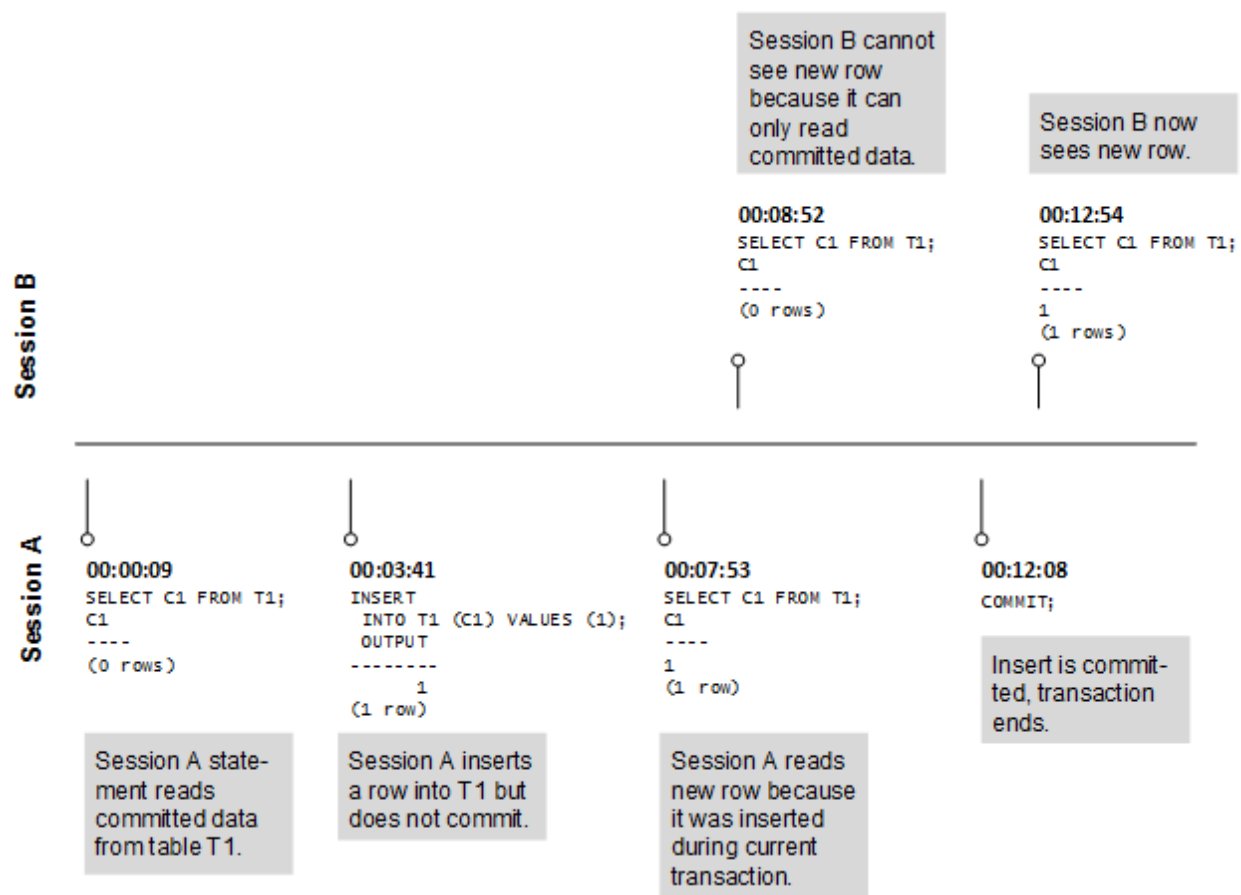 Session B cannot
see new row
because it can
only read
committed data.
Session B now
sees new row.
00:08:52
SELECT C1 FROM T1;
C1
----
(0 rows)
00:12:54
SELECT C1 FROM T1;
C1
----
1
(1 rows)
Session B
Session A
00:00:09
SELECT C1 FROM T1;
C1
----
(0 rows)
Session A state-
ment reads
committed data
from table T1.
00:03:41
INSERT
INTO T1 (C1) VALUES (1);
OUTPUT
--------
1
(1 row)
Session A inserts
a row into T1 but
does not commit.
00:07:53
SELECT C1 FROM T1;
C1
----
1
(1 row)
Session A reads
new row because
it was inserted
during current
transaction.
00:12:08
COMMIT;
Insert is commit-
ted, transaction
ends.